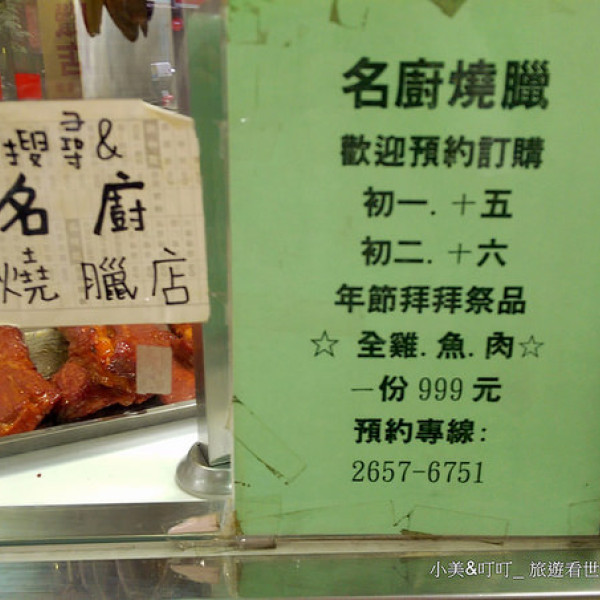 搜尋&
名廚
燒臘店
名廚燒臘
歡迎預約訂購
初一.十五
初二.十六
年節拜拜祭品
☆ 全雞.魚.肉☆
一份 999 元
預約專線:
2657-6751
小美&叮叮_ 旅遊看世